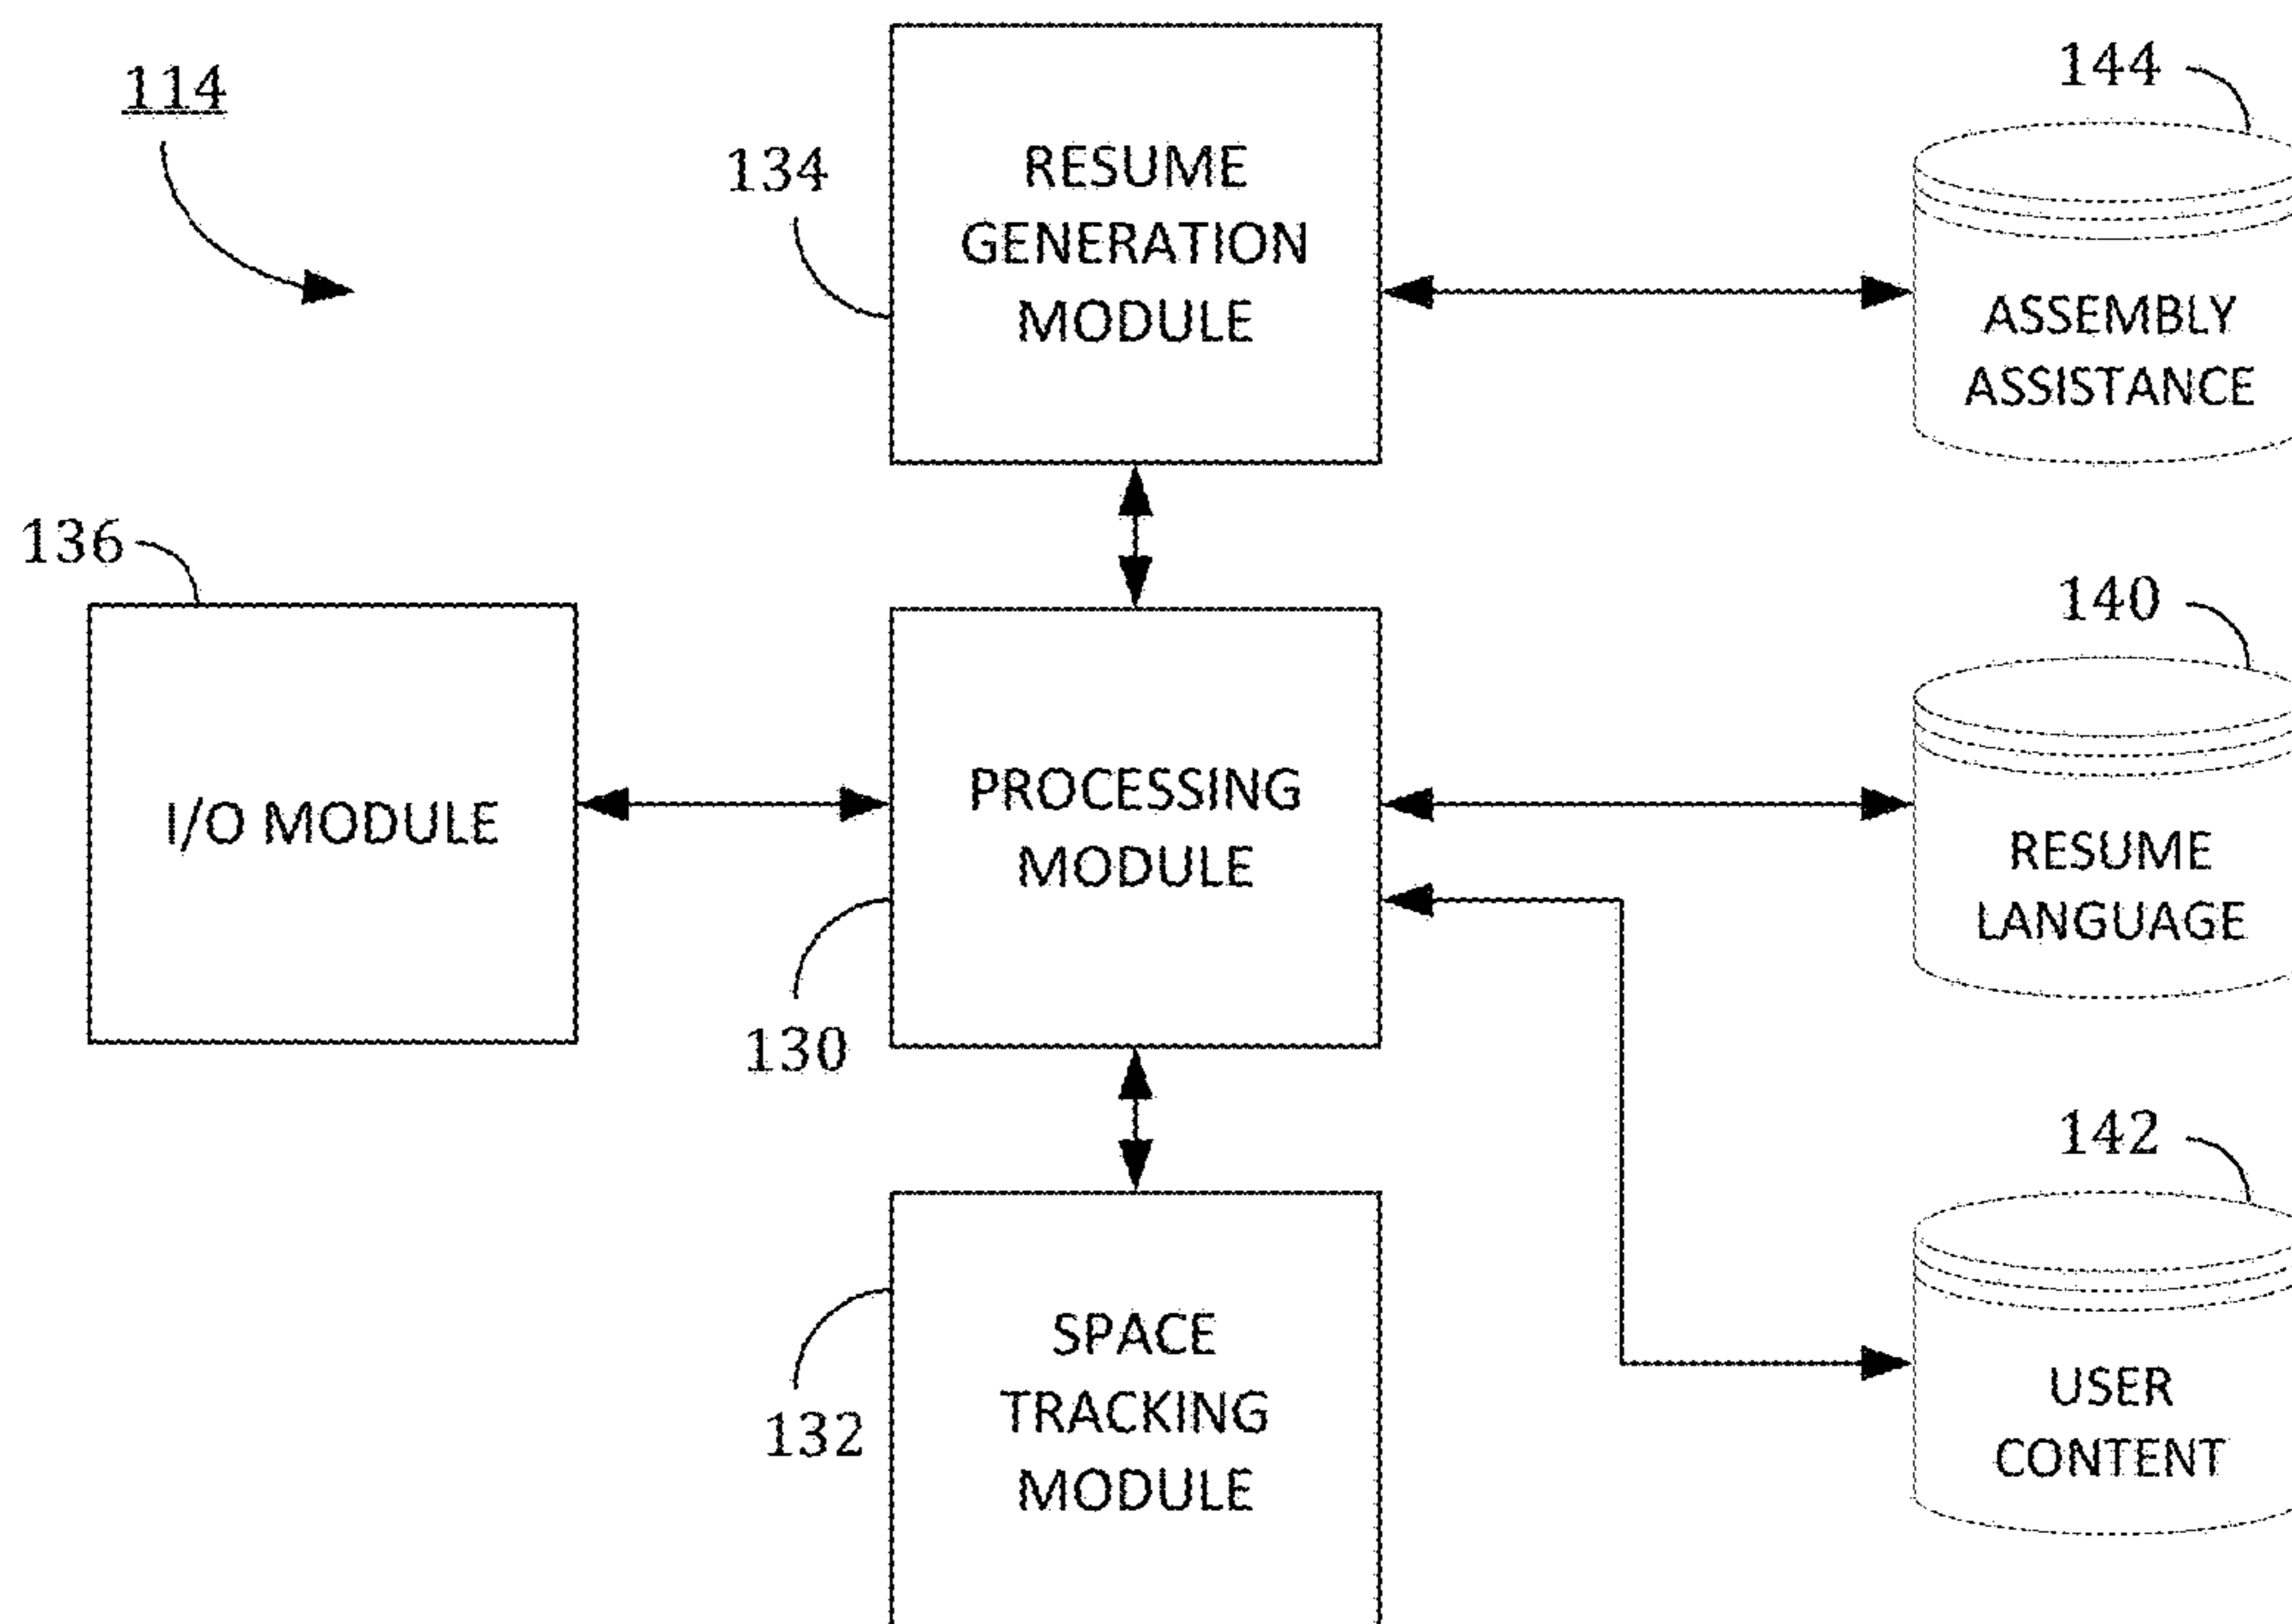 114
134
RESUME
GENERATION
MODULE
144
ASSEMBLY
ASSISTANCE
136
I/O MODULE
PROCESSING
MODULE
130
140
RESUME
LANGUAGE
132
SPACE
TRACKING
MODULE
142
USER
CONTENT